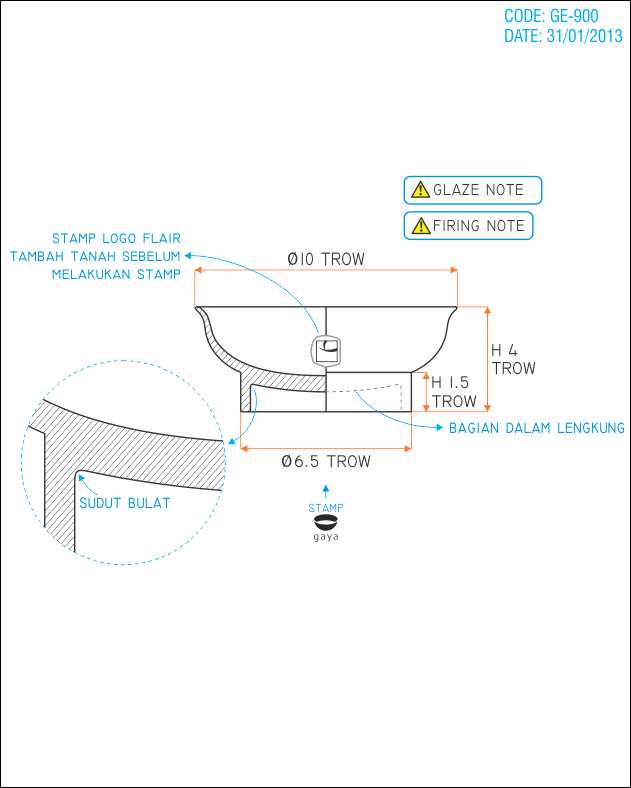 CODE: GE-900
DATE: 31/01/2013
GLAZE NOTE
FIRING NOTE
STAMP LOGO FLAIR
TAMBAH TANAH SEBELUM
MELAKUKAN STAMP
Ø10 TROW
H 4
TROW
H 1.5
TROW
BAGIAN DALAM LENGKUNG
Ø6.5 TROW
SUDUT BULAT
STAMP
gaya